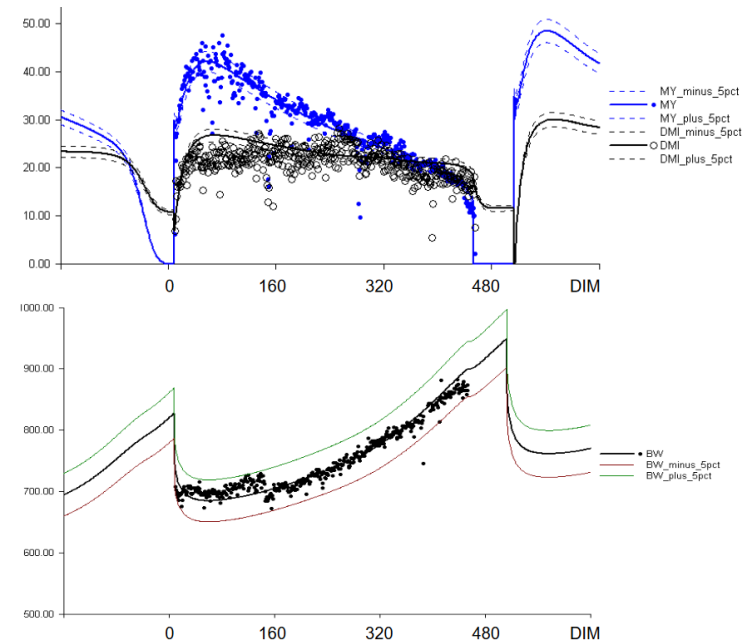 50.00
40.00
30.00
20.00
10.00
0.00
0 160 320 480 DIM
MY_minus_5pct
MY
MY_plus_5pct
DMI_minus_5pct
DMI
DMI_plus_5pct
1000.00
900.00
800.00
700.00
600.00
500.00
0 160 320 480 DIM
BW
BW_minus_5pct
BW_plus_5pct